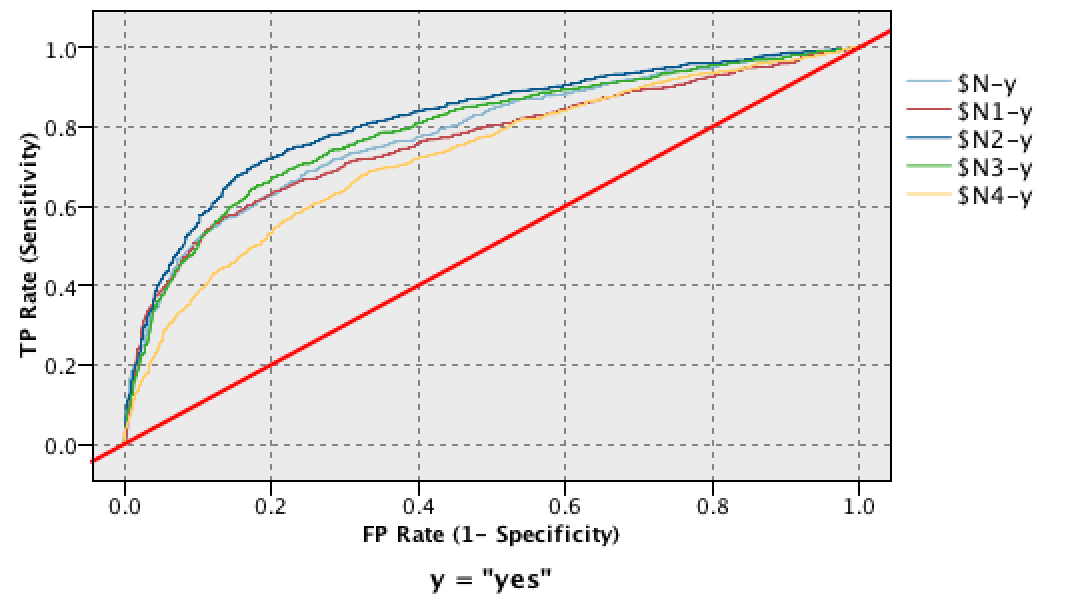 1.0
0.8
0.6
0.4
0.2
0.0
TP Rate (Sensitivity)
0.0 0.2 0.4 0.6 0.8 1.0
FP Rate (1- Specificity)
y = "yes"
$N-y
$N1-y
$N2-y
$N3-y
$N4-y